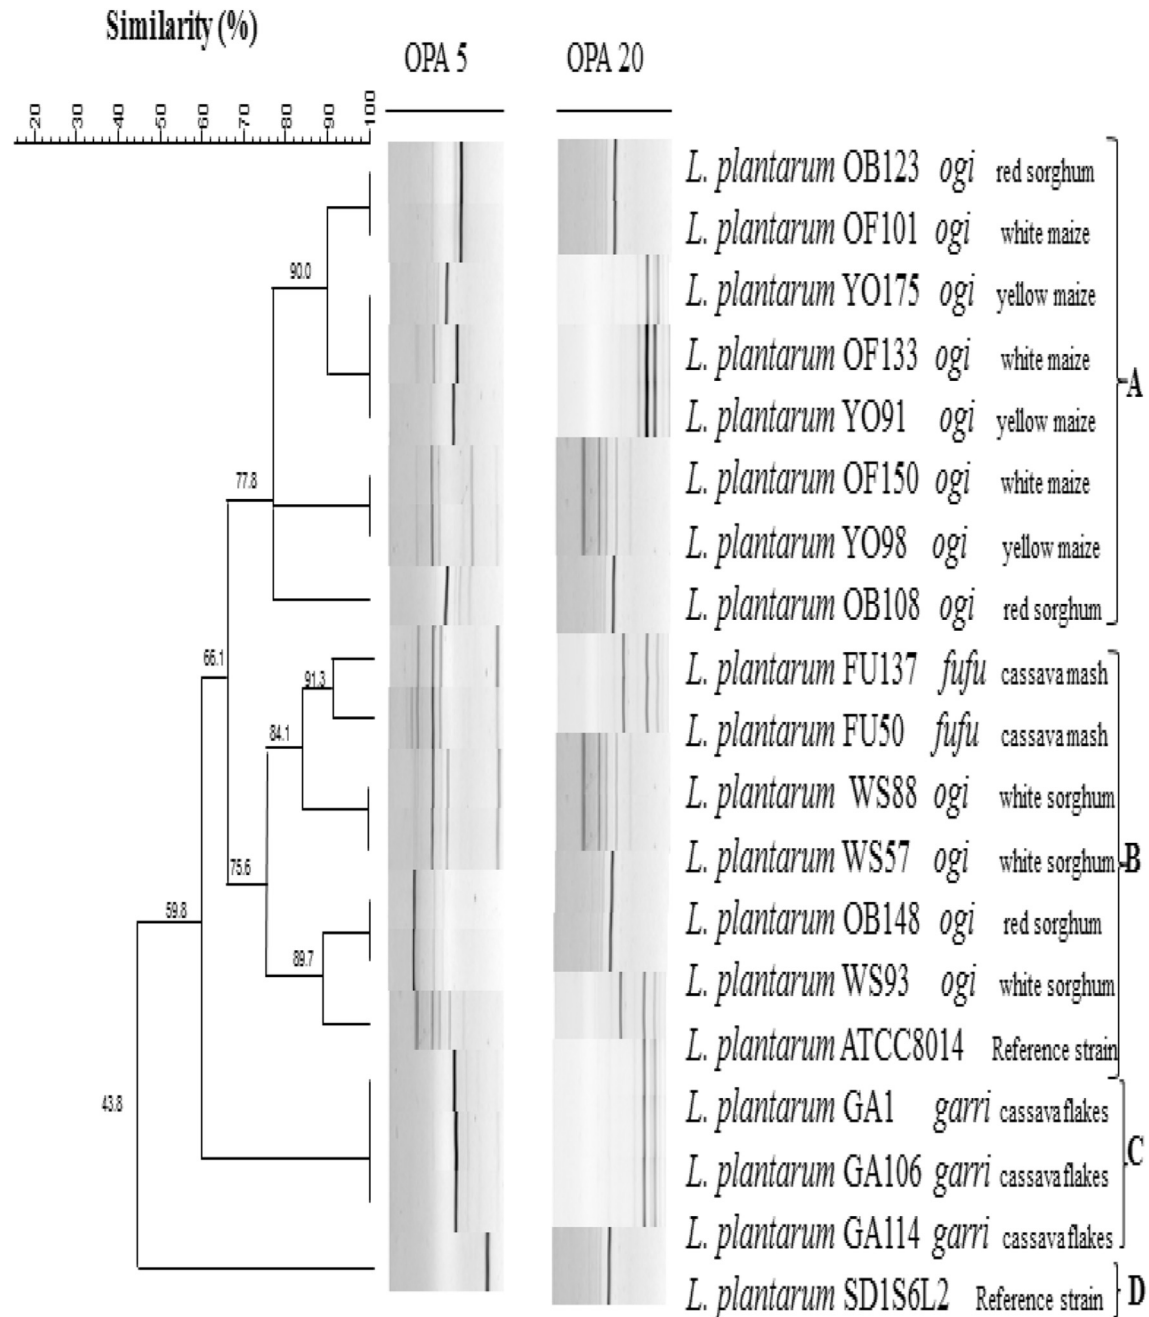 Similarity (%)
OPA 5 OPA 20
20 30 40 50 60 70 80 90 100
L. plantarum OB123 ogi red sorghum
L. plantarum OF101 ogi white maize
L. plantarum YO175 ogi yellow maize
90.0
L. plantarum OF133 ogi white maize
A
L. plantarum YO91 ogi yellow maize
L. plantarum OF150 ogi white maize
77.8
L. plantarum YO98 ogi yellow maize
L. plantarum OB108 ogi red sorghum
66.1
L. plantarum FU137 fufu cassava mash
91.3
L. plantarum FU50 fufu cassava mash
84.1
L. plantarum WS88 ogi white sorghum
L. plantarum WS57 ogi white sorghum
B
75.6
L. plantarum OB148 ogi red sorghum
59.8
L. plantarum WS93 ogi white sorghum
89.7
L. plantarum ATCC8014 Reference strain
L. plantarum GA1 garri cassava flakes
43.8
C
L. plantarum GA106 garri cassava flakes
L. plantarum GA114 garri cassava flakes
L. plantarum SD1S6L2 Reference strain
D